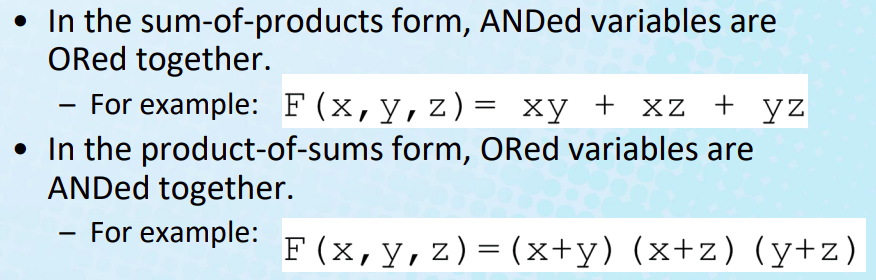 • In the sum-of-products form, ANDed variables are
ORed together.
– For example: F(x,y,z)= xy + xz + yz
• In the product-of-sums form, ORed variables are
ANDed together.
– For example: F(x,y,z)=(x+y)(x+z)(y+z)